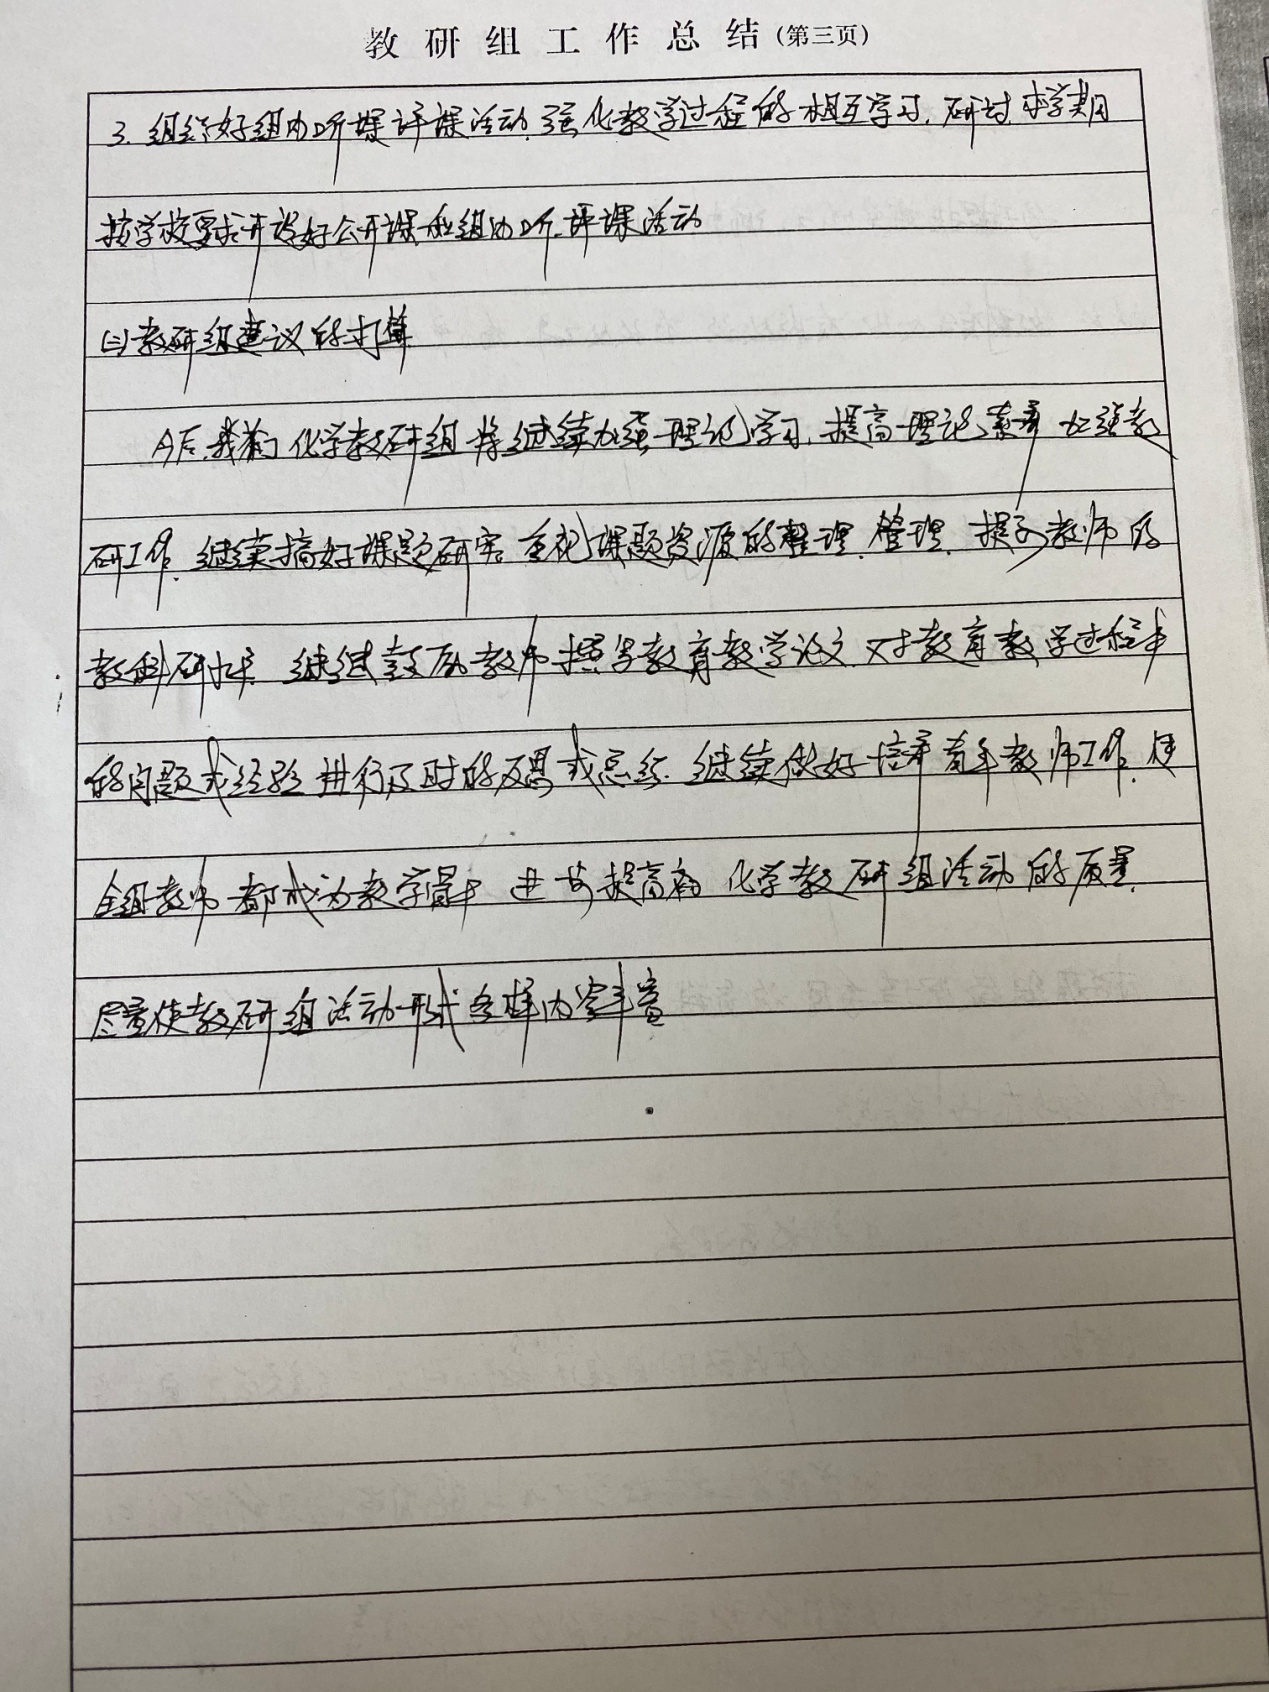 教研组工作总结(第三页)
3. 组织好组内听课评课活动,强化教学过程的相互学习,研讨,本学期
按学校要求开设好公开课和组内听、评课活动
(三)教研组建议的打算
今后,我们化学教研组将继续加强理论学习,提高理论素养,加强教
研工作,继续搞好课题研究,重视课题资源的整理、管理,提高教师的
教科研水平,继续鼓励教师撰写教育教学论文,对教育教学过程中
的问题或经验进行及时的反思或总结,继续做好培养青年教师工作,使
全组教师都成为教学骨干,进一步提高 化学教研组活动的质量,
尽量使教研组活动形式多样内容丰富